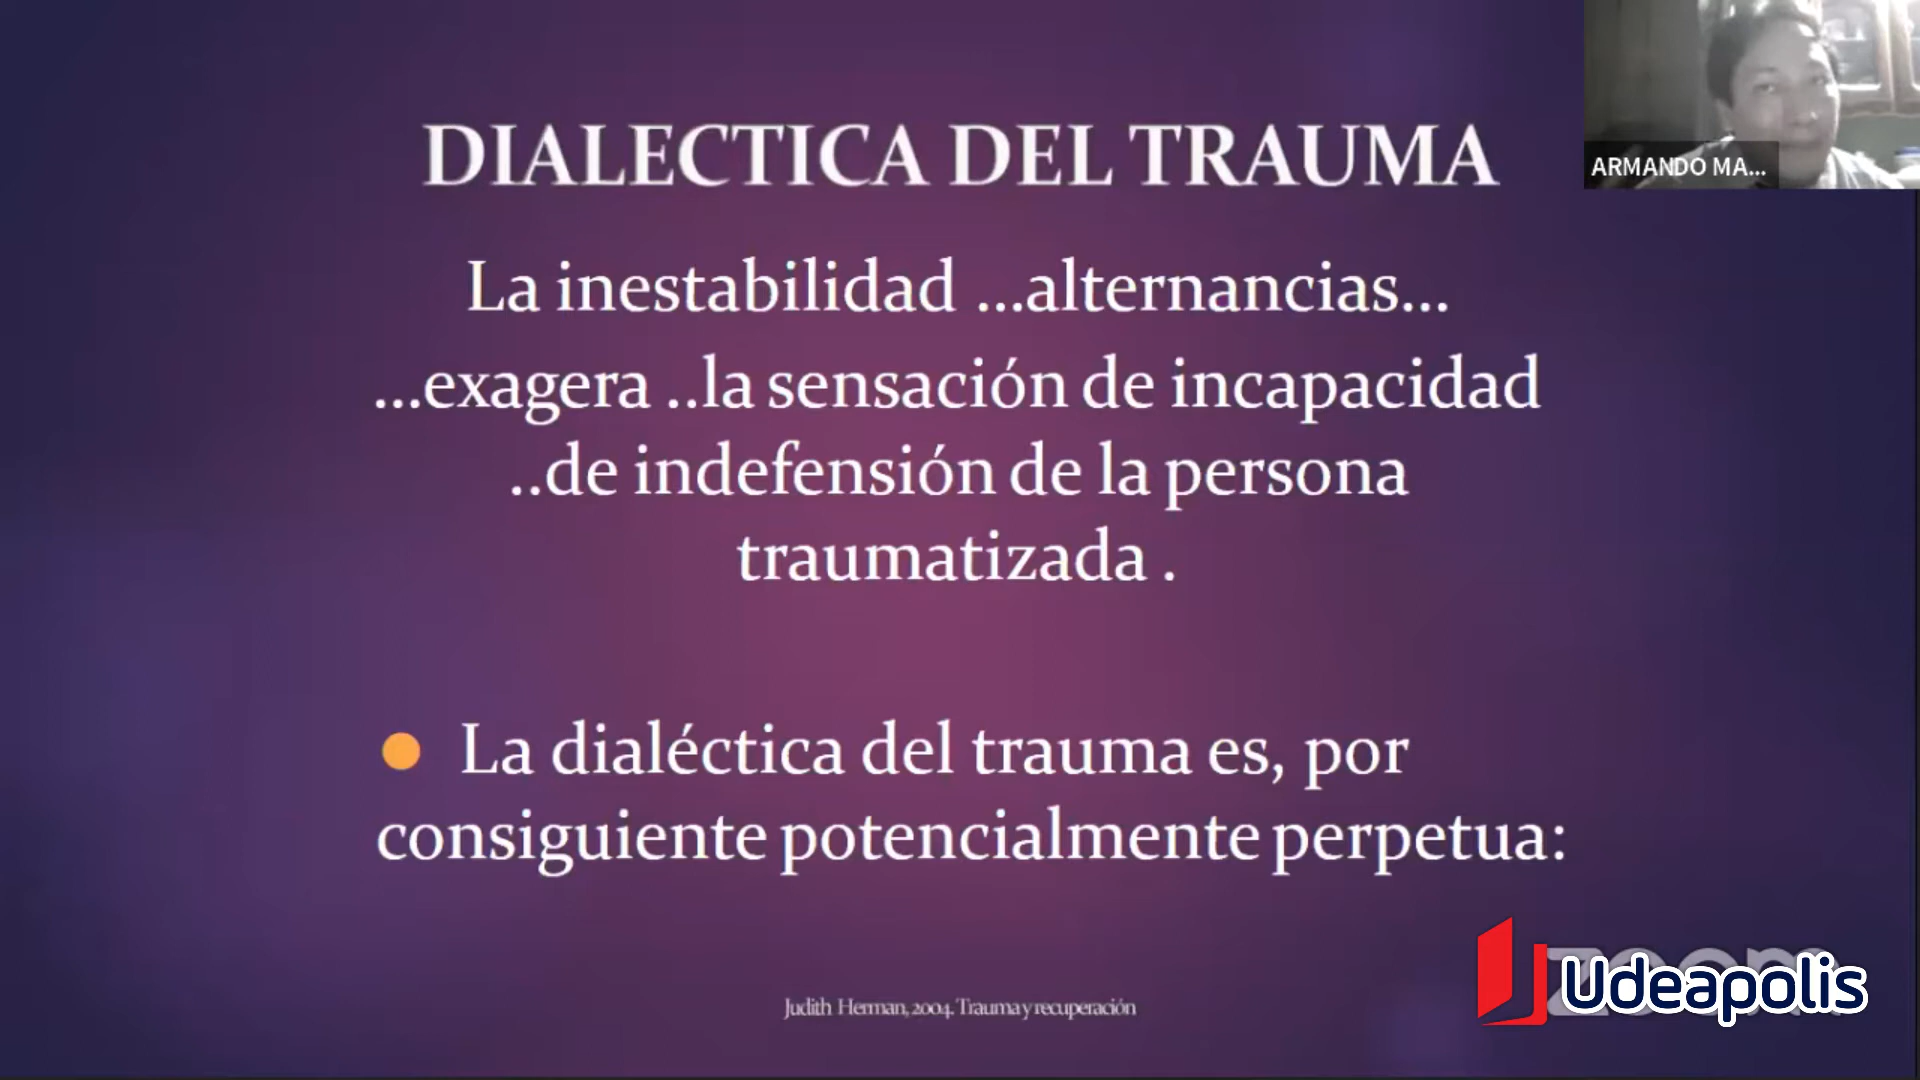 DIALECTICA DEL TRAUMA
ARMANDO MA...
La inestabilidad ...alternancias...
...exagera ..la sensación de incapacidad
..de indefensión de la persona
traumatizada .
La dialéctica del trauma es, por
consiguiente potencialmente perpetua:
Judith Herman, 2004. Trauma y recuperación
zoom
Udeapolis